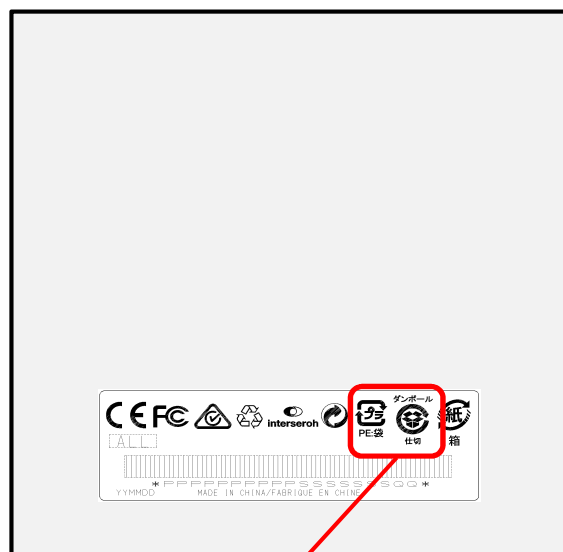 CE FC interseroh プラ PE:袋 ダンボール 仕切 紙 箱
ALL
*PPPPPPPPPPSSSSSSSSQQ*
YYMMDD MADE IN CHINA/FABRIQUE EN CHINE